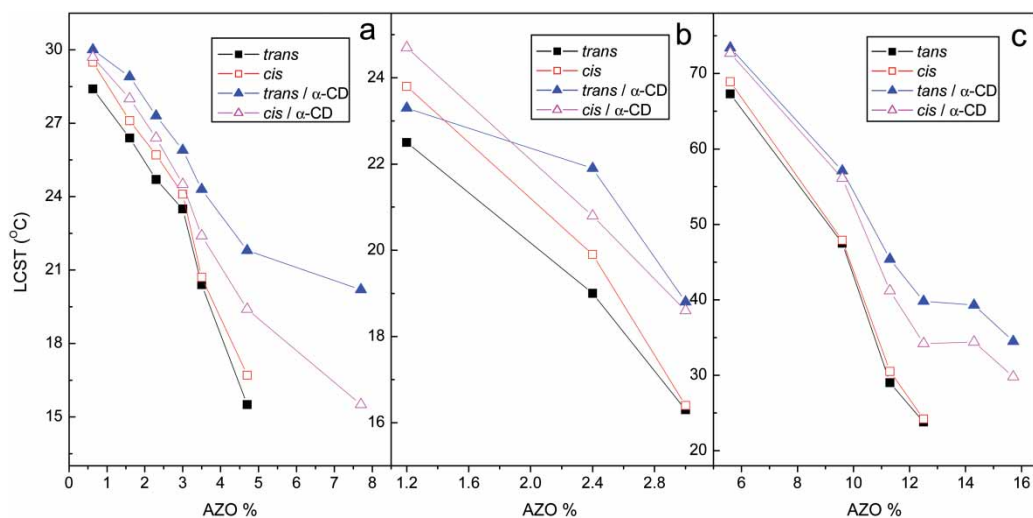 a
trans
cis
trans / α-CD
cis / α-CD
b
trans
cis
trans / α-CD
cis / α-CD
c
tans
cis
tans / α-CD
cis / α-CD
LCST (°C)
30
27
24
21
18
15
24
22
20
18
16
70
60
50
40
30
20
0 1 2 3 4 5 6 7 8
1.2 1.6 2.0 2.4 2.8
6 8 10 12 14 16
AZO %
AZO %
AZO %